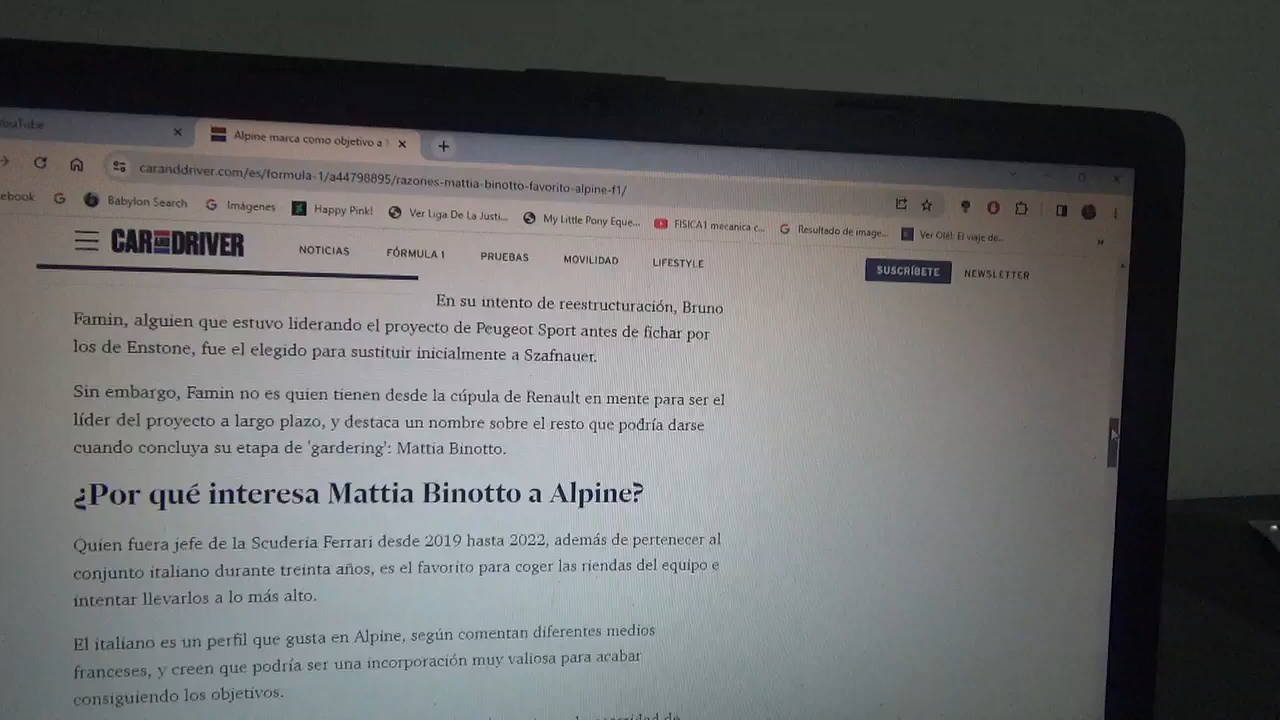 YouTube
Alpine marca como objetivo a
caranddriver.com/es/formula-1/a44798895/razones-mattia-binotto-favorito-alpine-f1/
ebook
Babylon Search
Imágenes
Happy Pink!
Ver Liga De La Justi...
My Little Pony Eque...
FISICA1 mecanica c...
Resultado de image...
Ver Olé! El viaje de...
CAR AND DRIVER
NOTICIAS
FÓRMULA 1
PRUEBAS
MOVILIDAD
LIFESTYLE
SUSCRÍBETE
NEWSLETTER
En su intento de reestructuración, Bruno
Famin, alguien que estuvo liderando el proyecto de Peugeot Sport antes de fichar por
los de Enstone, fue el elegido para sustituir inicialmente a Szafnauer.
Sin embargo, Famin no es quien tienen desde la cúpula de Renault en mente para ser el
líder del proyecto a largo plazo, y destaca un nombre sobre el resto que podría darse
cuando concluya su etapa de 'gardering': Mattia Binotto.
¿Por qué interesa Mattia Binotto a Alpine?
Quien fuera jefe de la Scuderia Ferrari desde 2019 hasta 2022, además de pertenecer al
conjunto italiano durante treinta años, es el favorito para coger las riendas del equipo e
intentar llevarlos a lo más alto.
El italiano es un perfil que gusta en Alpine, según comentan diferentes medios
franceses, y creen que podría ser una incorporación muy valiosa para acabar
consiguiendo los objetivos.